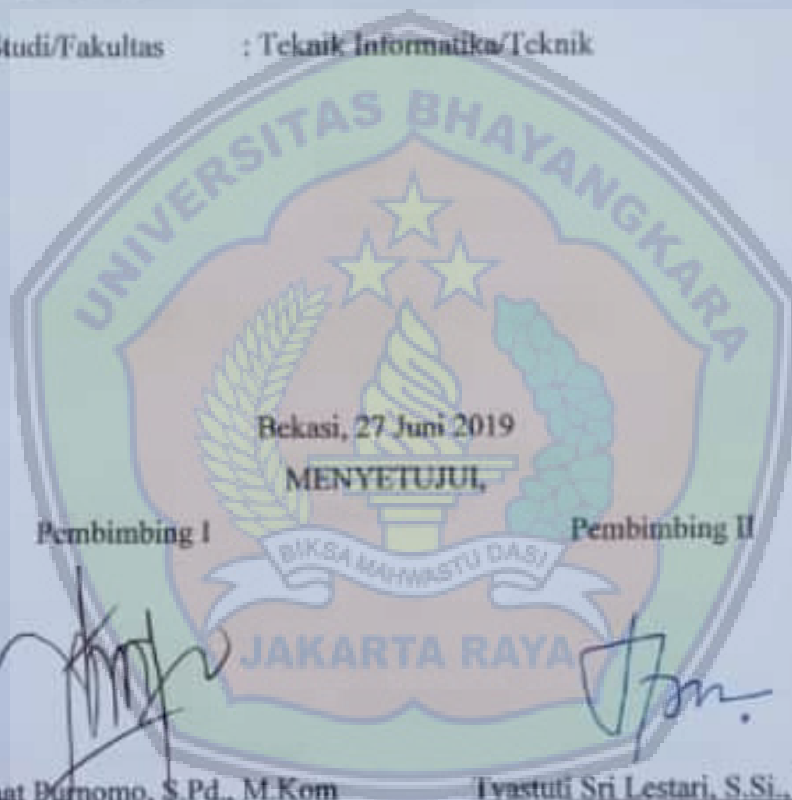 Studi/Fakultas : Teknik Informatika/Teknik
UNIVERSITAS BHAYANGKARA
Bekasi, 27 Juni 2019
MENYETUJUI,
Pembimbing I Pembimbing II
BIKSA MAHWASTU DASI
JAKARTA RAYA
Purnomo, S.Pd., M.Kom Tyastuti Sri Lestari, S.Si.,